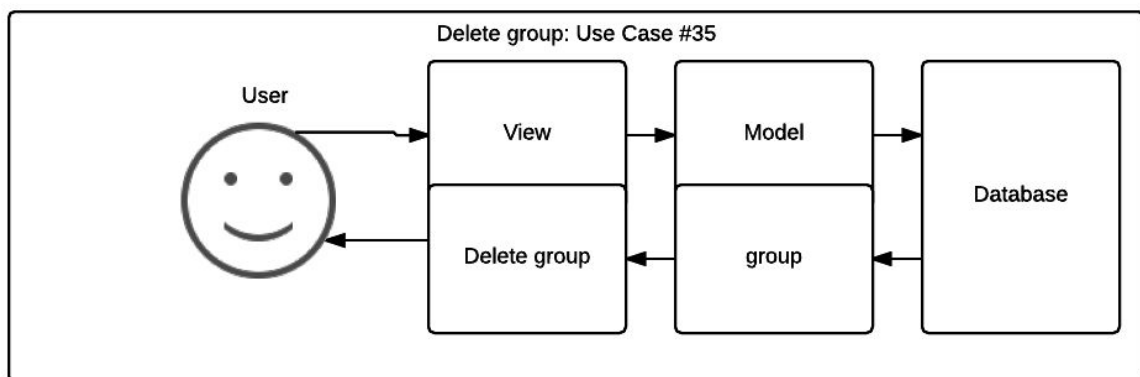 Delete group: Use Case #35
User
View
Model
Database
Delete group
group